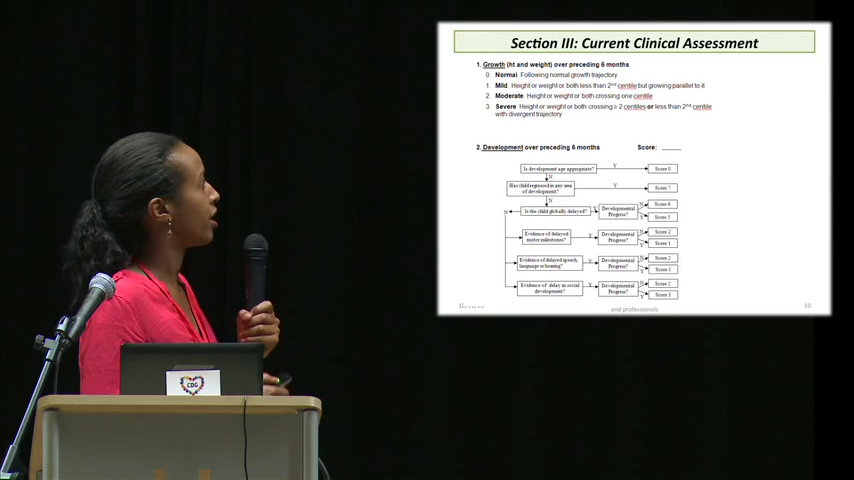 Section III: Current Clinical Assessment
1. Growth (ht and weight) over preceding 6 months
0. Normal Following normal growth trajectory
1. Mild Height or weight or both less than 2nd centile but growing parallel to it
2. Moderate Height or weight or both crossing one centile
3. Severe Height or weight or both crossing ≥ 2 centiles or less than 2nd centile
with divergent trajectory
2. Development over preceding 6 months Score: _____
Is development age appropriate? Y Score 0
N
Has child regressed in any area
of development? Y Score 7
N
N Is the child globally delayed? Y Developmental
Progress? N Score 6
Y Score 5
Evidence of delayed
motor milestones? Y Developmental
Progress? N Score 2
Y Score 1
Evidence of delayed speech,
language or hearing? Y Developmental
Progress? N Score 2
Y Score 1
Evidence of delay in social
development? Y Developmental
Progress? N Score 2
Y Score 1
and professionals
10
CDG